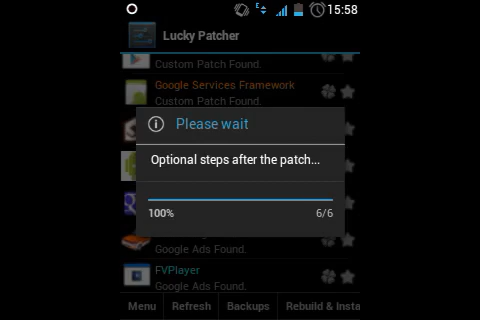 E
15:58
Lucky Patcher
Custom Patch Found.
Google Services Framework
Custom Patch Found.
Please wait
Optional steps after the patch...
100%
6/6
Google Ads Found.
FVPlayer
Google Ads Found.
Menu
Refresh
Backups
Rebuild & Insta